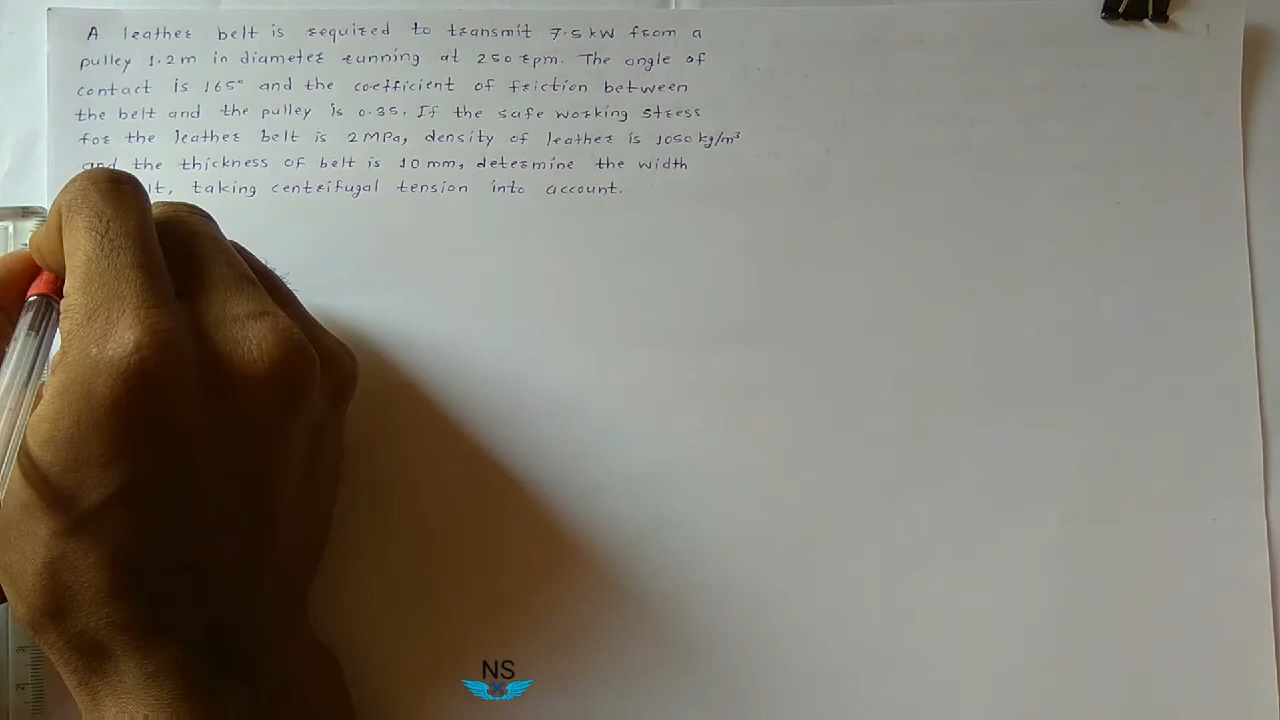 A leather belt is required to transmit 7.5 kW from a
pulley 1.2 m in diameter running at 250 rpm. The angle of
contact is 165° and the coefficient of friction between
the belt and the pulley is 0.35. If the safe working stress
for the leather belt is 2 MPa, density of leather is 1050 kg/m³
and the thickness of belt is 10 mm, determine the width
lt, taking centrifugal tension into account.
NS